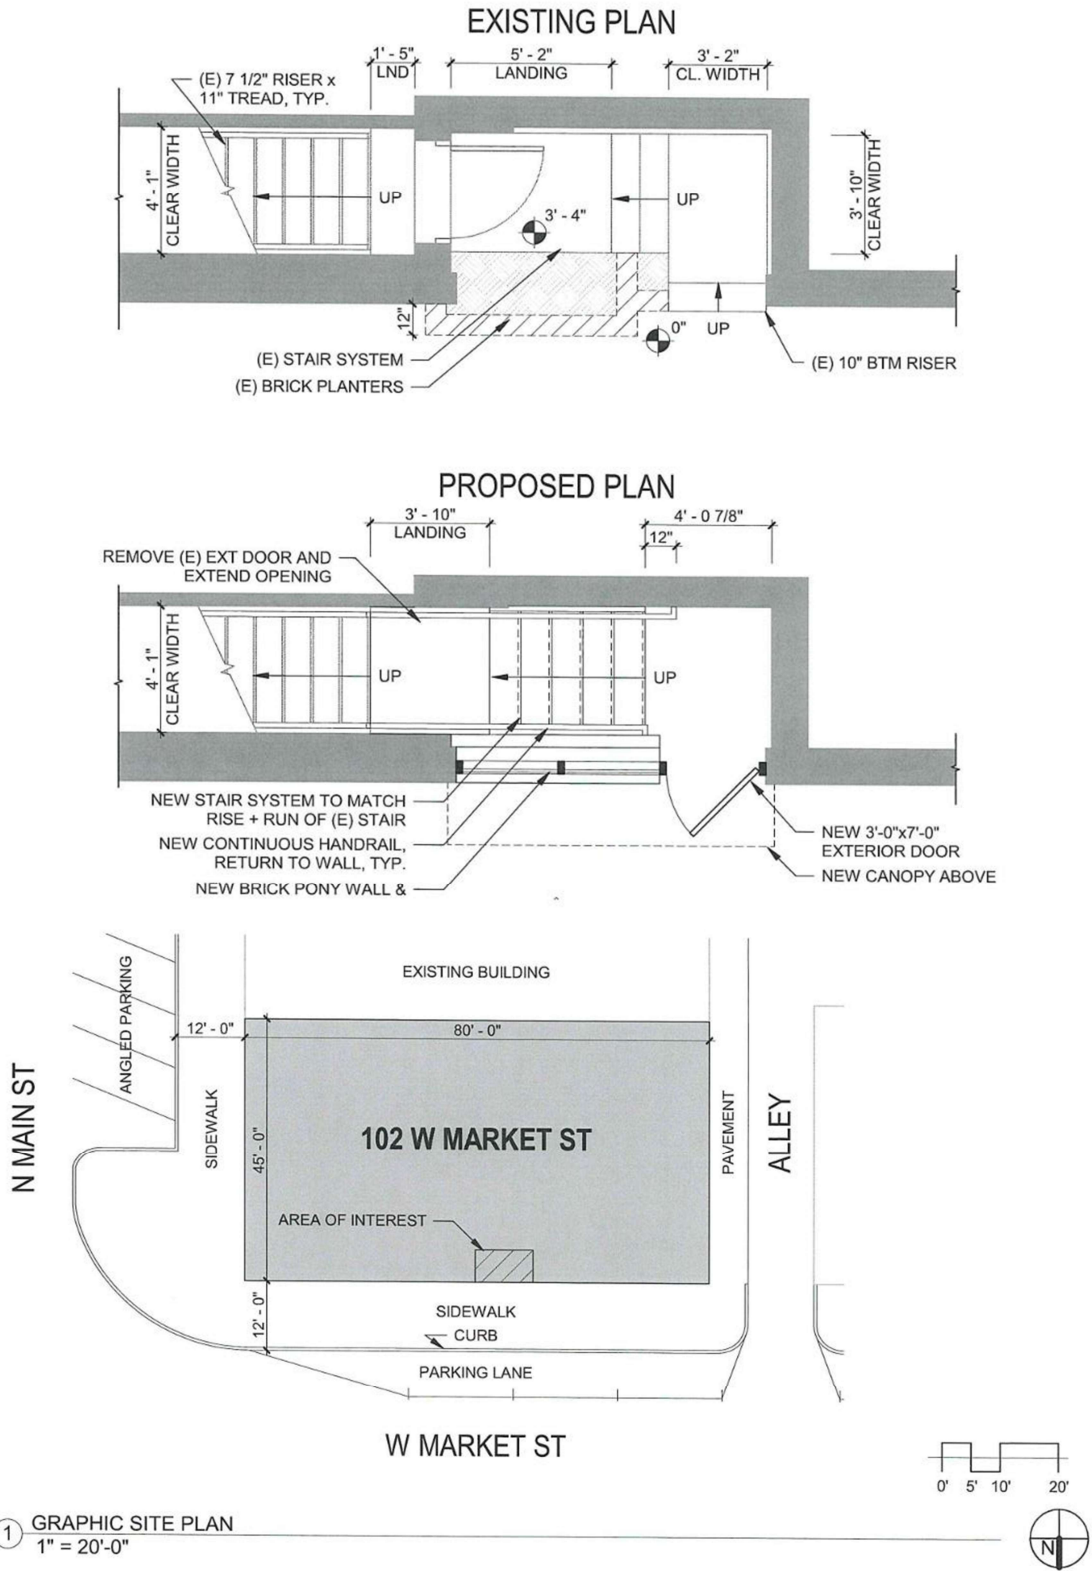 EXISTING PLAN
1' - 5"
LND
5' - 2"
LANDING
3' - 2"
CL. WIDTH
(E) 7 1/2" RISER x
11" TREAD, TYP.
4' - 1"
CLEAR WIDTH
UP
3' - 4"
UP
3' - 10"
CLEAR WIDTH
12"
0"
UP
(E) STAIR SYSTEM
(E) BRICK PLANTERS
(E) 10" BTM RISER
PROPOSED PLAN
3' - 10"
LANDING
4' - 0 7/8"
12"
REMOVE (E) EXT DOOR AND
EXTEND OPENING
4' - 1"
CLEAR WIDTH
UP
UP
NEW STAIR SYSTEM TO MATCH
RISE + RUN OF (E) STAIR
NEW CONTINUOUS HANDRAIL,
RETURN TO WALL, TYP.
NEW BRICK PONY WALL &
NEW 3'-0"x7'-0"
EXTERIOR DOOR
NEW CANOPY ABOVE
ANGLED PARKING
EXISTING BUILDING
12' - 0"
80' - 0"
N MAIN ST
SIDEWALK
45' - 0"
102 W MARKET ST
PAVEMENT
ALLEY
AREA OF INTEREST
12' - 0"
SIDEWALK
CURB
PARKING LANE
W MARKET ST
0' 5' 10' 20'
1 GRAPHIC SITE PLAN
1" = 20'-0"
N